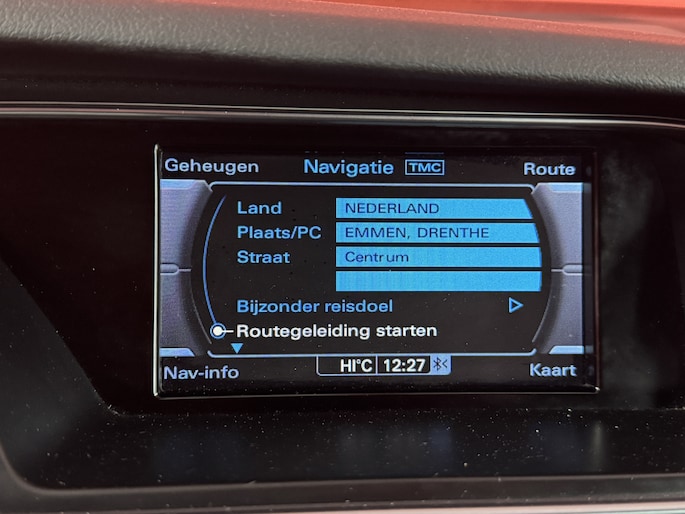 Geheugen Navigatie TMC Route
Land NEDERLAND
Plaats/PC EMMEN, DRENTHE
Straat Centrum
Bijzonder reisdoel
Routegeleiding starten
Nav-info HI°C 12:27 Kaart